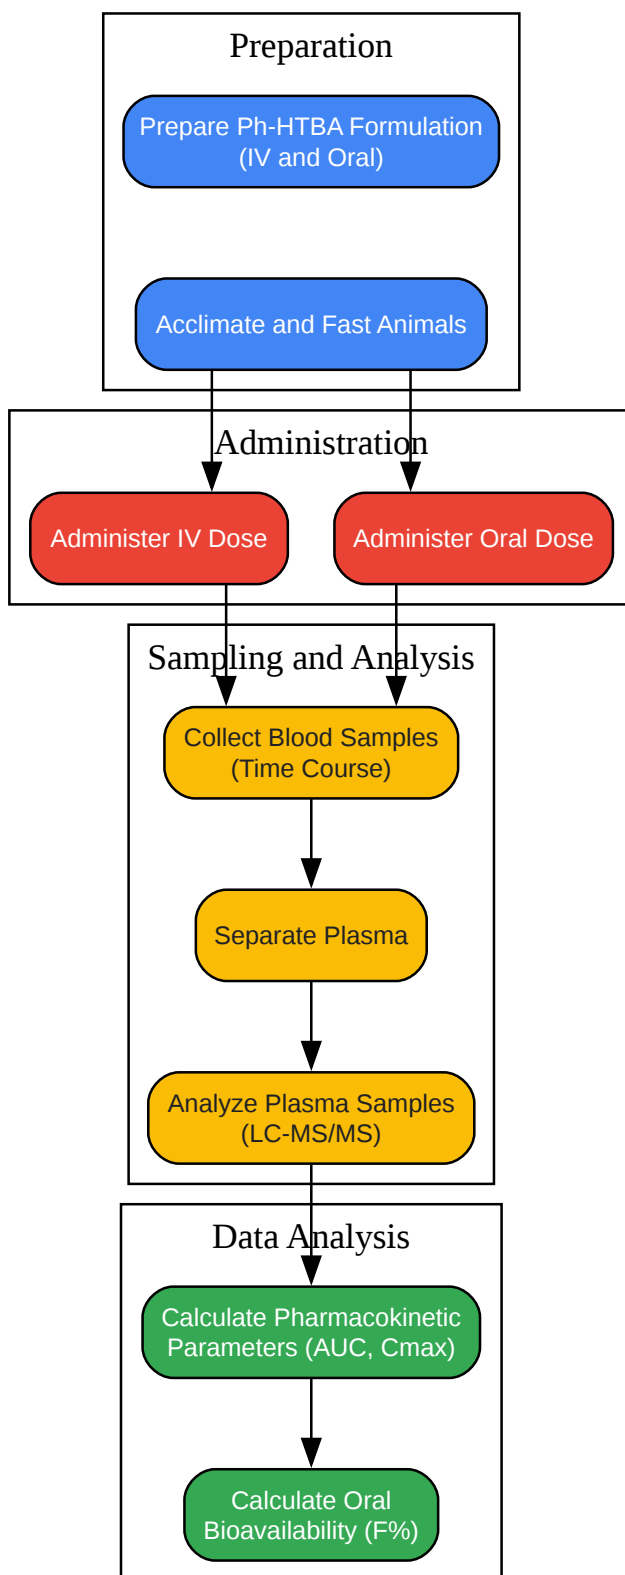 Preparation
Prepare Ph-HTBA Formulation
(IV and Oral)
Acclimate and Fast Animals
Administration
Administer IV Dose
Administer Oral Dose
Sampling and Analysis
Collect Blood Samples
(Time Course)
Separate Plasma
Analyze Plasma Samples
(LC-MS/MS)
Data Analysis
Calculate Pharmacokinetic
Parameters (AUC, Cmax)
Calculate Oral
Bioavailability (F%)